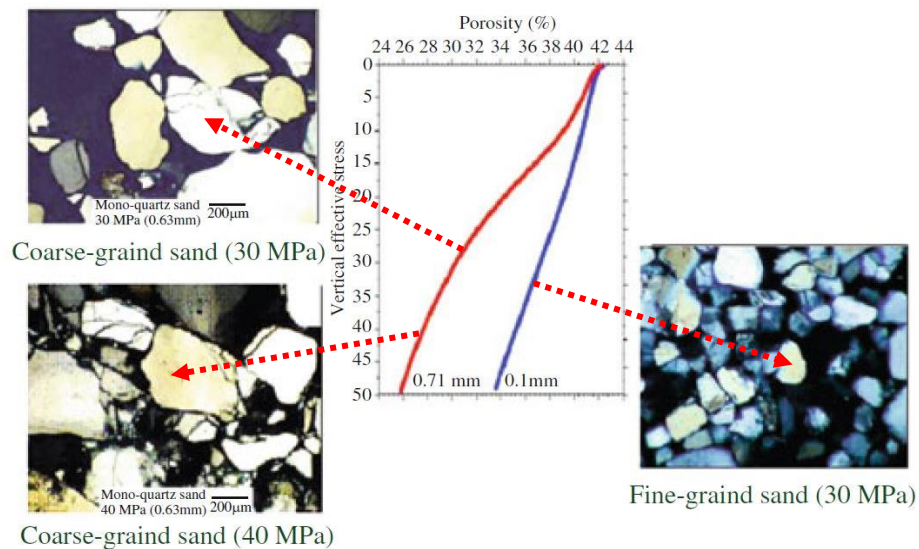 Mono-quartz sand
30 MPa (0.63mm) 200µm
Coarse-graind sand (30 MPa)
Porosity (%)
24 26 28 30 32 34 36 38 40 42 44
Vertical effective stress
0
5
10
15
20
25
30
35
40
45
50
0.71 mm 0.1mm
Mono-quartz sand
40 MPa (0.63mm) 200µm
Coarse-graind sand (40 MPa)
Fine-graind sand (30 MPa)